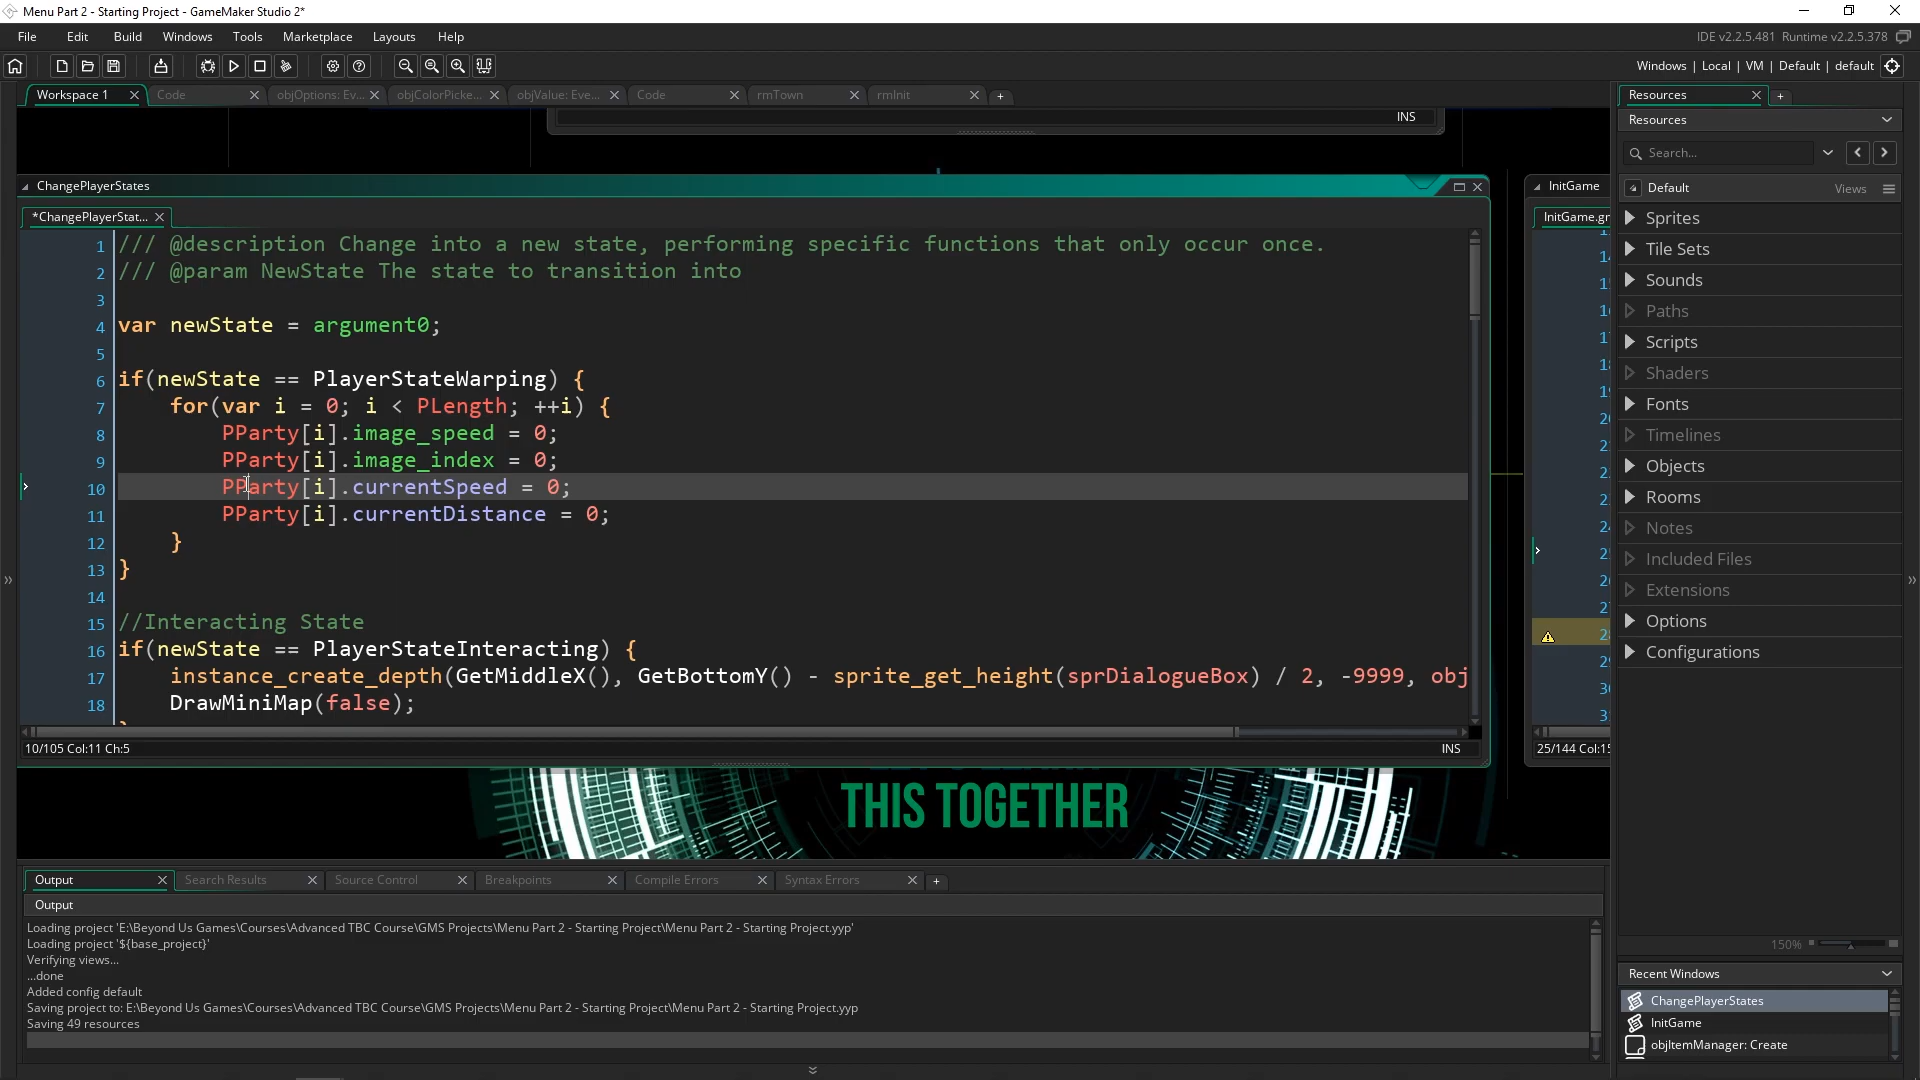 Menu Part 2 - Starting Project - GameMaker Studio 2*
File Edit Build Windows Tools Marketplace Layouts Help
IDE v2.2.5.481 Runtime v2.2.5.378
Windows | Local | VM | Default | default
Workspace 1 Code objOptions: Ev... objColorPicke... objValue: Eve... Code rmTown rmInit +
Resources +
Resources
Search...
Default Views
Sprites
Tile Sets
Sounds
Paths
Scripts
Shaders
Fonts
Timelines
Objects
Rooms
Notes
Included Files
Extensions
Options
Configurations
150%
Recent Windows
ChangePlayerStates
InitGame
objItemManager: Create
INS
ChangePlayerStates
*ChangePlayerStat...
1 /// @description Change into a new state, performing specific functions that only occur once.
2 /// @param NewState The state to transition into
3
4 var newState = argument0;
5
6 if(newState == PlayerStateWarping) {
7 for(var i = 0; i < PLength; ++i) {
8 PParty[i].image_speed = 0;
9 PParty[i].image_index = 0;
10 PParty[i].currentSpeed = 0;
11 PParty[i].currentDistance = 0;
12 }
13 }
14
15 //Interacting State
16 if(newState == PlayerStateInteracting) {
17 instance_create_depth(GetMiddleX(), GetBottomY() - sprite_get_height(sprDialogueBox) / 2, -9999, obj
18 DrawMiniMap(false);
10/105 Col:11 Ch:5 INS
InitGame
InitGame.gr
25/144 Col:15
THIS TOGETHER
Output Search Results Source Control Breakpoints Compile Errors Syntax Errors +
Output
Loading project 'E:\Beyond Us Games\Courses\Advanced TBC Course\GMS Projects\Menu Part 2 - Starting Project\Menu Part 2 - Starting Project.yyp'
Loading project '${base_project}'
Verifying views...
...done
Added config default
Saving project to: E:\Beyond Us Games\Courses\Advanced TBC Course\GMS Projects\Menu Part 2 - Starting Project\Menu Part 2 - Starting Project.yyp
Saving 49 resources